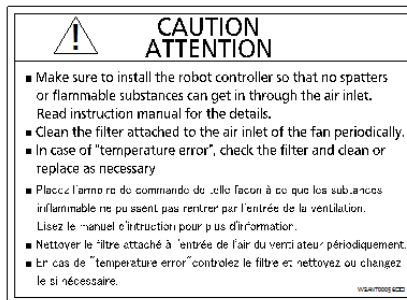 CAUTION
ATTENTION
■ Make sure to install the robot controller so that no spatters
or flammable substances can get in through the air inlet.
Read instruction manual for the details.
■ Clean the filter attached to the air inlet of the fan periodically.
■ In case of "temperature error", check the filter and clean or
replace as necessary
■ Placez l'armoire de commande de telle facon à ce que les substances
inflammable ne puissent pas rentrer par l'entrée de la ventilation.
Lisez le manuel d'intruction pour plus d'information.
■ Nettoyer le filtre attaché à l'entrée de l'air du ventilateur périodiquement.
■ En cas de "temperature error" controlez le filtre et nettoyez ou changez
le si nécessaire.